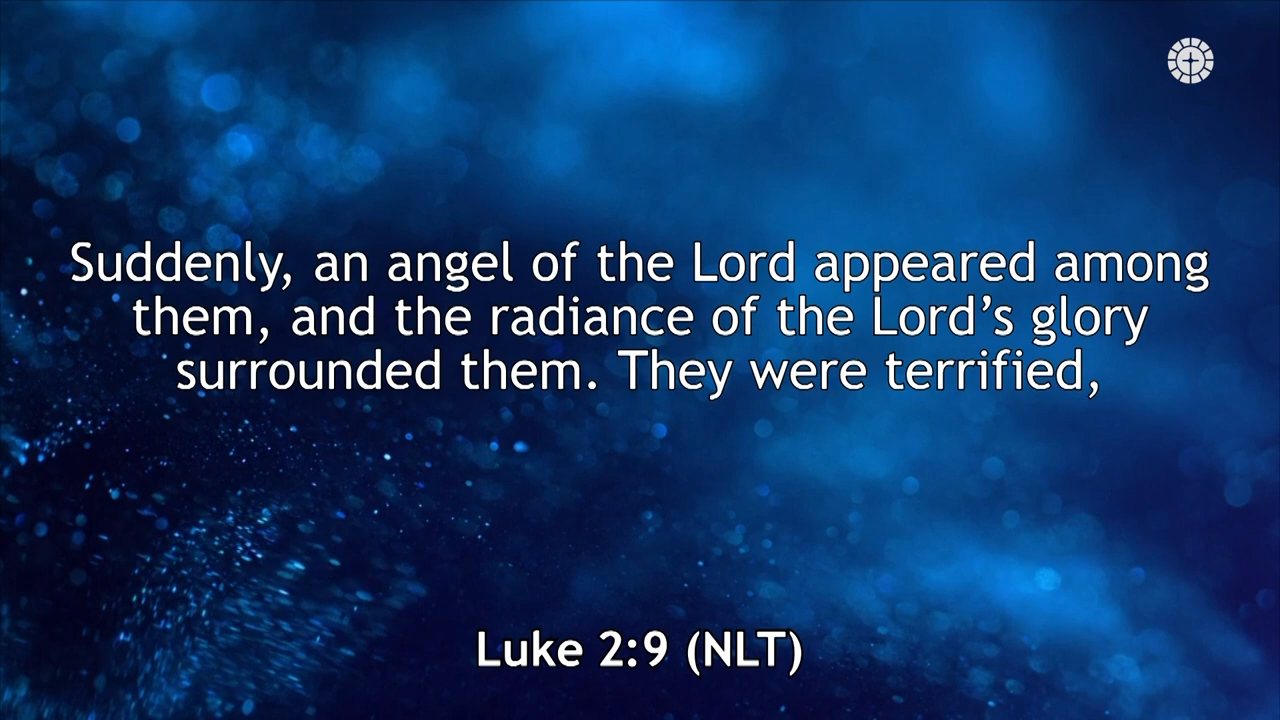 Suddenly, an angel of the Lord appeared among
them, and the radiance of the Lord’s glory
surrounded them. They were terrified,
Luke 2:9 (NLT)